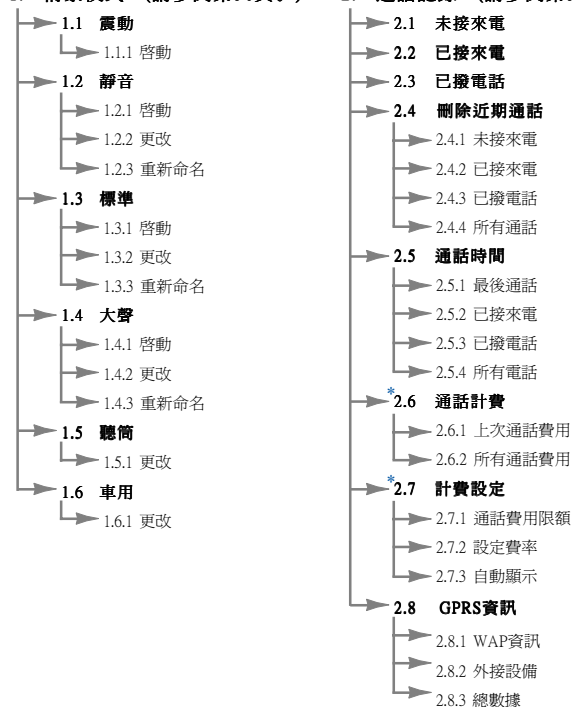 1.1 震動
1.1.1 啓動
1.2 靜音
1.2.1 啓動
1.2.2 更改
1.2.3 重新命名
1.3 標準
1.3.1 啓動
1.3.2 更改
1.3.3 重新命名
1.4 大聲
1.4.1 啓動
1.4.2 更改
1.4.3 重新命名
1.5 聽筒
1.5.1 更改
1.6 車用
1.6.1 更改
2.1 未接來電
2.2 已接來電
2.3 已撥電話
2.4 刪除近期通話
2.4.1 未接來電
2.4.2 已接來電
2.4.3 已撥電話
2.4.4 所有通話
2.5 通話時間
2.5.1 最後通話
2.5.2 已接來電
2.5.3 已撥電話
2.5.4 所有電話
*2.6 通話計費
2.6.1 上次通話費用
2.6.2 所有通話費用
*2.7 計費設定
2.7.1 通話費用限額
2.7.2 設定費率
2.7.3 自動顯示
2.8 GPRS資訊
2.8.1 WAP資訊
2.8.2 外接設備
2.8.3 總數據